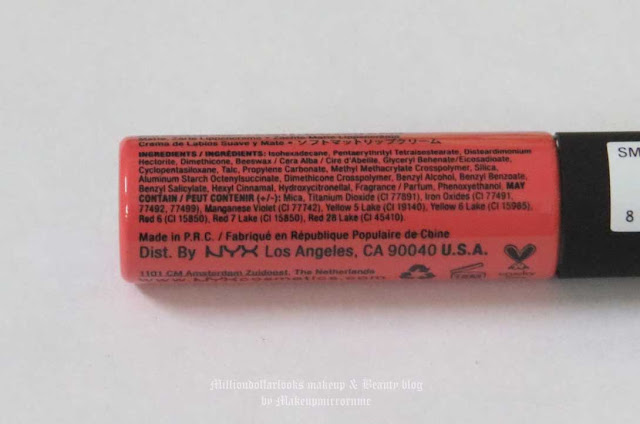 Crema de Labios Suave y Mate • ソフトマットリップクリーム
INGREDIENTS / INGRÉDIENTS: Isohexadecane, Pentaerythrityl Tetraisostearate, Disteardimonium
Hectorite, Dimethicone, Beeswax / Cera Alba / Cire d'Abeille, Glyceryl Behenate/Eicosadioate,
Cyclopentasiloxane, Talc, Propylene Carbonate, Methyl Methacrylate Crosspolymer, Silica,
Aluminum Starch Octenylsuccinate, Dimethicone Crosspolymer, Benzyl Alcohol, Benzyl Benzoate,
Benzyl Salicylate, Hexyl Cinnamal, Hydroxycitronellal, Fragrance / Parfum, Phenoxyethanol. MAY
CONTAIN / PEUT CONTENIR (+/-): Mica, Titanium Dioxide (CI 77891), Iron Oxides (CI 77491,
77492, 77499), Manganese Violet (CI 77742), Yellow 5 Lake (CI 19140), Yellow 6 Lake (CI 15985),
Red 6 (CI 15850), Red 7 Lake (CI 15850), Red 28 Lake (CI 45410).
Made in P.R.C. / Fabriqué en République Populaire de Chine
Dist. By NYX Los Angeles, CA 90040 U.S.A.
1101 CM Amsterdam Zuidoost, The Netherlands
www.nyxcosmetics.com
SM
8
Milliondollarlooks makeup & Beauty blog
by Makeupmicrornmc